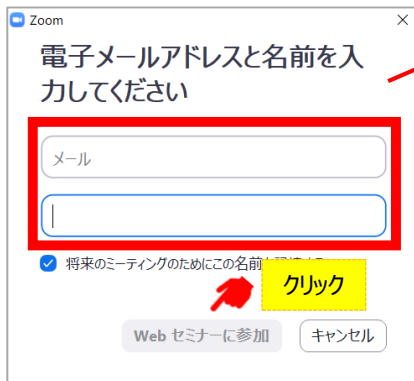 Zoom
電子メールアドレスと名前を入
力してください
メール
将来のミーティングのためにこの名前
クリック
Web セミナーに参加
キャンセル